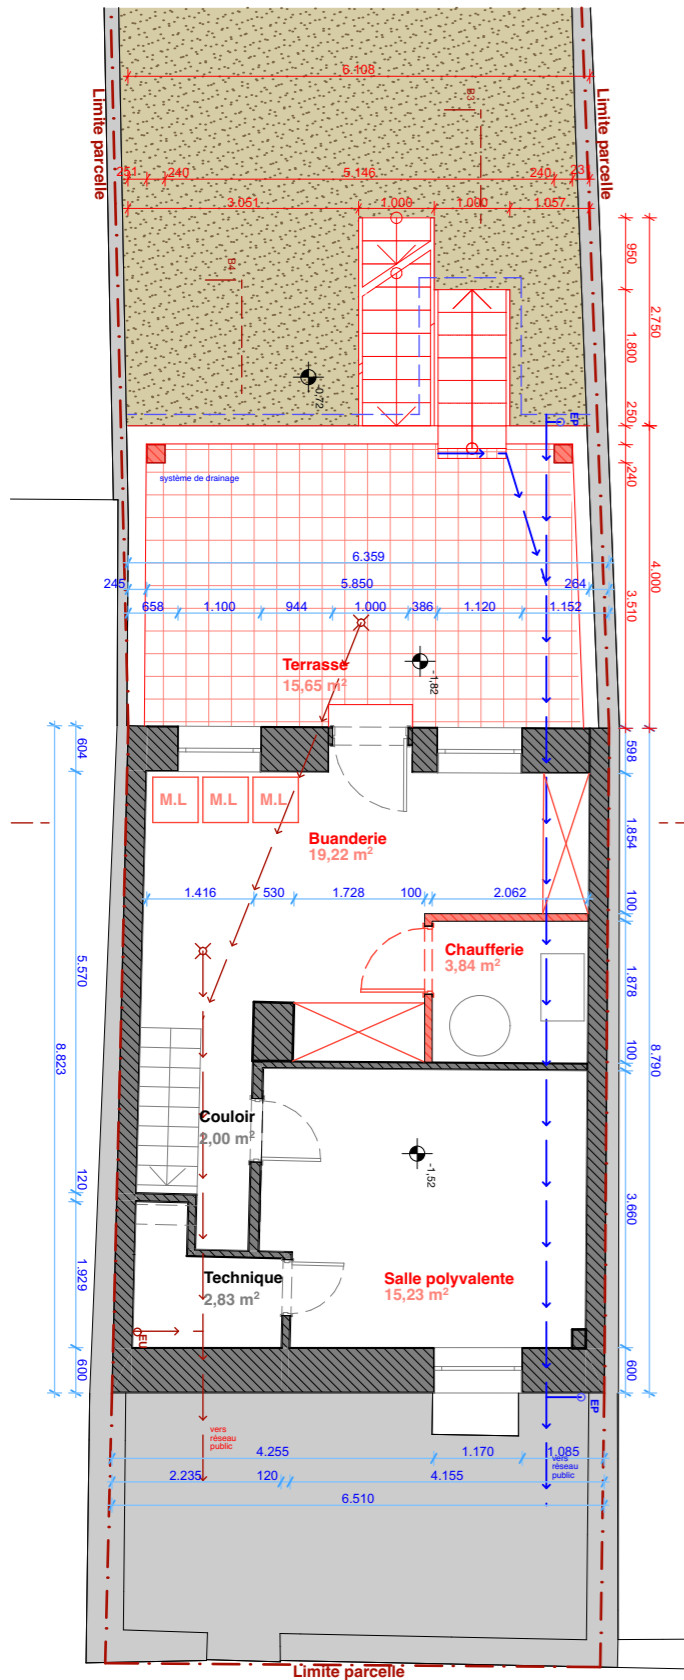 6.108
Limite parcelle
Limite parcelle
B3
251
240
5.146
240
3.051
1.000
1.000
1.057
950
2.750
1.800
250
B4
-0,72
EP
240
système de drainage
4.000
3.510
6.359
245
5.850
264
658
1.100
944
1.000
386
1.120
1.152
Terrasse
15,65 m²
-1,82
604
598
M.L
M.L
M.L
Buanderie
19,22 m²
1.854
1.416
530
1.728
100
2.062
100
Chaufferie
3,84 m²
5.570
1.878
8.823
8.790
100
Couloir
2,00 m²
-1,52
120
3.660
Technique
2,83 m²
Salle polyvalente
15,23 m²
1.929
EU
600
600
EP
vers
réseau
public
4.255
1.170
1.085
vers
réseau
public
2.235
120
4.155
6.510
Limite parcelle